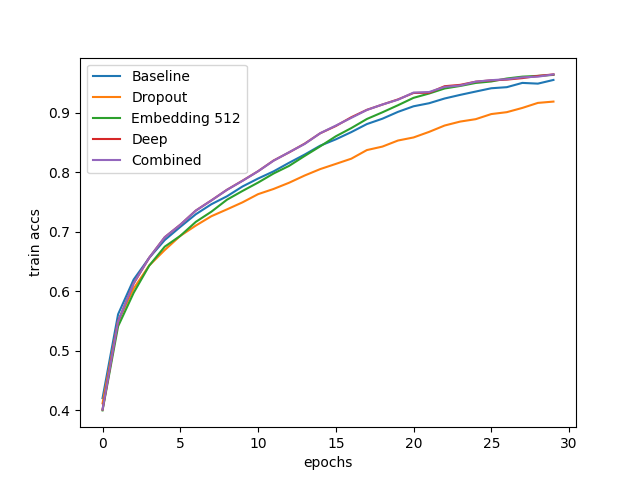 Baseline
Dropout
Embedding 512
Deep
Combined
0.9
0.8
0.7
0.6
0.5
0.4
train accs
0 5 10 15 20 25 30
epochs